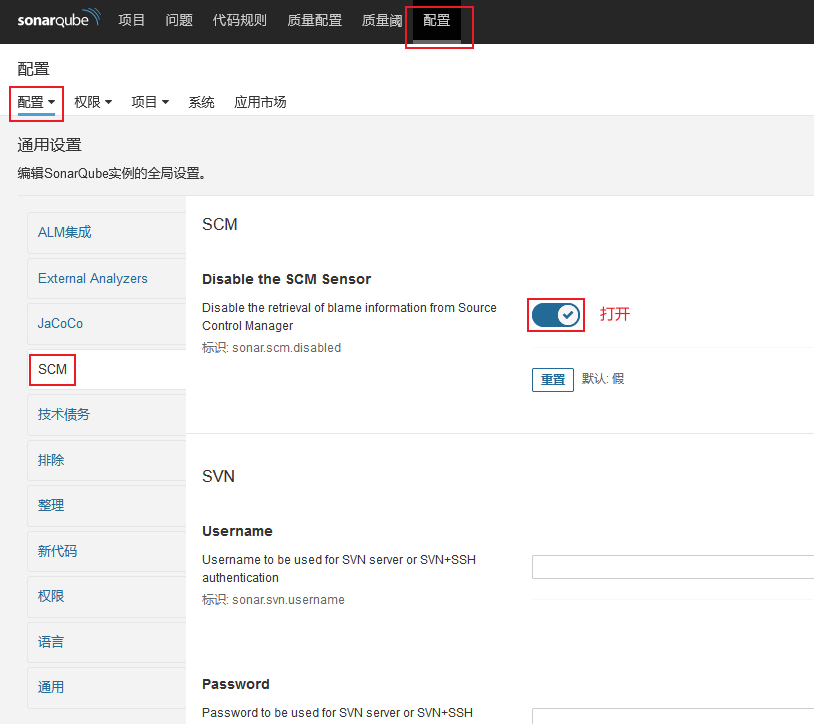 sonarqube 项目 问题 代码规则 质量配置 质量阈 配置
配置
配置 权限 项目 系统 应用市场
通用设置
编辑SonarQube实例的全局设置。
ALM集成
External Analyzers
JaCoCo
SCM
技术债务
排除
整理
新代码
权限
语言
通用
SCM
Disable the SCM Sensor
Disable the retrieval of blame information from Source
Control Manager
标识: sonar.scm.disabled
打开
重置 默认: 假
SVN
Username
Username to be used for SVN server or SVN+SSH
authentication
标识: sonar.svn.username
Password
Password to be used for SVN server or SVN+SSH